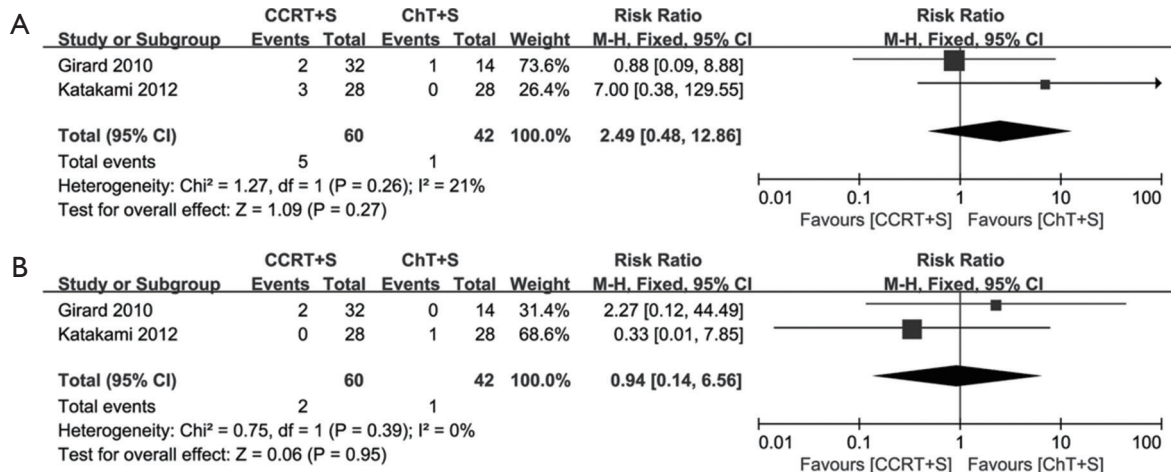 A
CCRT+S ChT+S Risk Ratio Risk Ratio
Study or Subgroup Events Total Events Total Weight M-H, Fixed, 95% CI M-H, Fixed, 95% CI
Girard 2010 2 32 1 14 73.6% 0.88 [0.09, 8.88]
Katakami 2012 3 28 0 28 26.4% 7.00 [0.38, 129.55]
Total (95% CI) 60 42 100.0% 2.49 [0.48, 12.86]
Total events 5 1
Heterogeneity: Chi² = 1.27, df = 1 (P = 0.26); I² = 21%
Test for overall effect: Z = 1.09 (P = 0.27)
0.01 0.1 1 10 100
Favours [CCRT+S] Favours [ChT+S]
B
CCRT+S ChT+S Risk Ratio Risk Ratio
Study or Subgroup Events Total Events Total Weight M-H, Fixed, 95% CI M-H, Fixed, 95% CI
Girard 2010 2 32 0 14 31.4% 2.27 [0.12, 44.49]
Katakami 2012 0 28 1 28 68.6% 0.33 [0.01, 7.85]
Total (95% CI) 60 42 100.0% 0.94 [0.14, 6.56]
Total events 2 1
Heterogeneity: Chi² = 0.75, df = 1 (P = 0.39); I² = 0%
Test for overall effect: Z = 0.06 (P = 0.95)
0.01 0.1 1 10 100
Favours [CCRT+S] Favours [ChT+S]